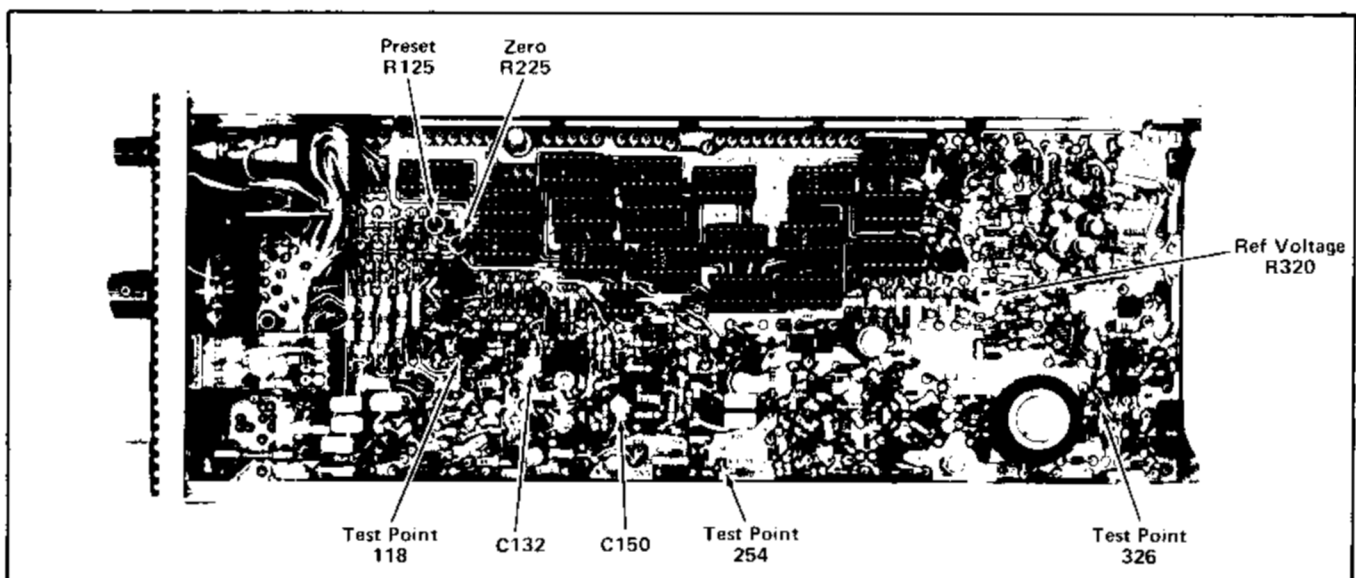 Preset
R125
Zero
R225
Ref Voltage
R320
Test Point
118
C132
C150
Test Point
254
Test Point
326